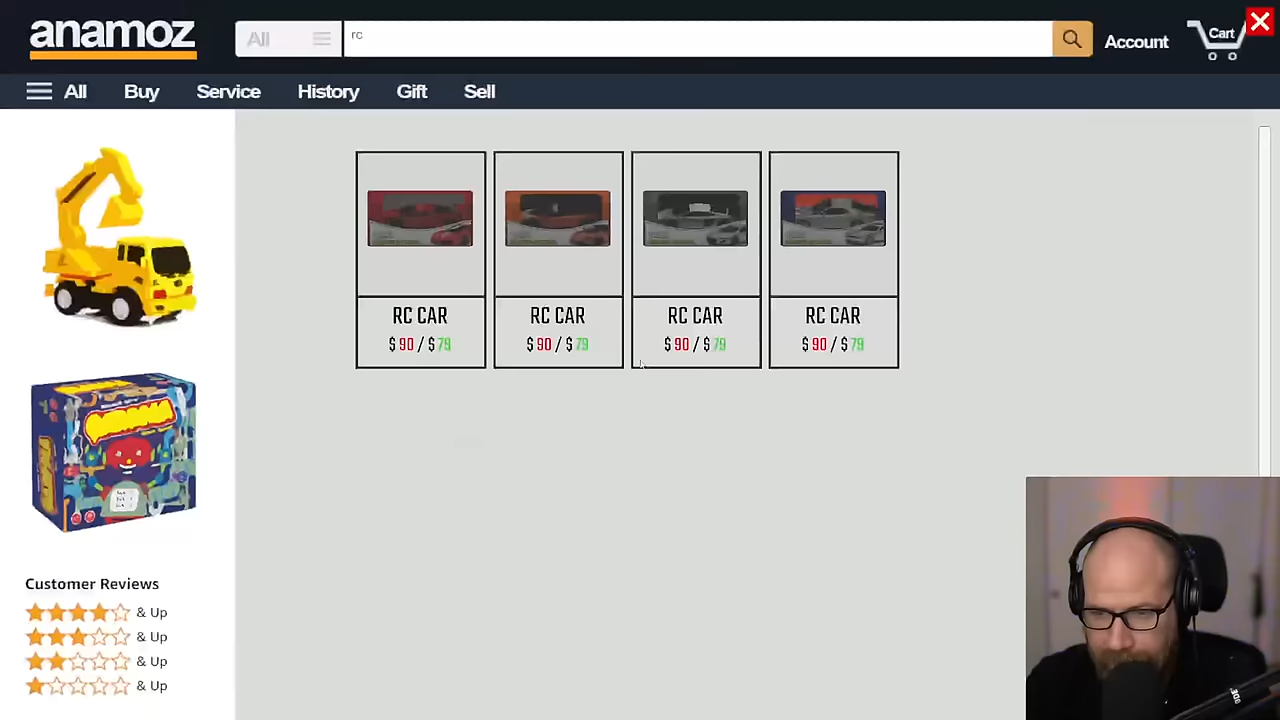 anamoz
All
rc
Account
Cart
All
Buy
Service
History
Gift
Sell
RC CAR
$ 90 / $ 79
RC CAR
$ 90 / $ 79
RC CAR
$ 90 / $ 79
RC CAR
$ 90 / $ 79
Customer Reviews
& Up
& Up
& Up
& Up